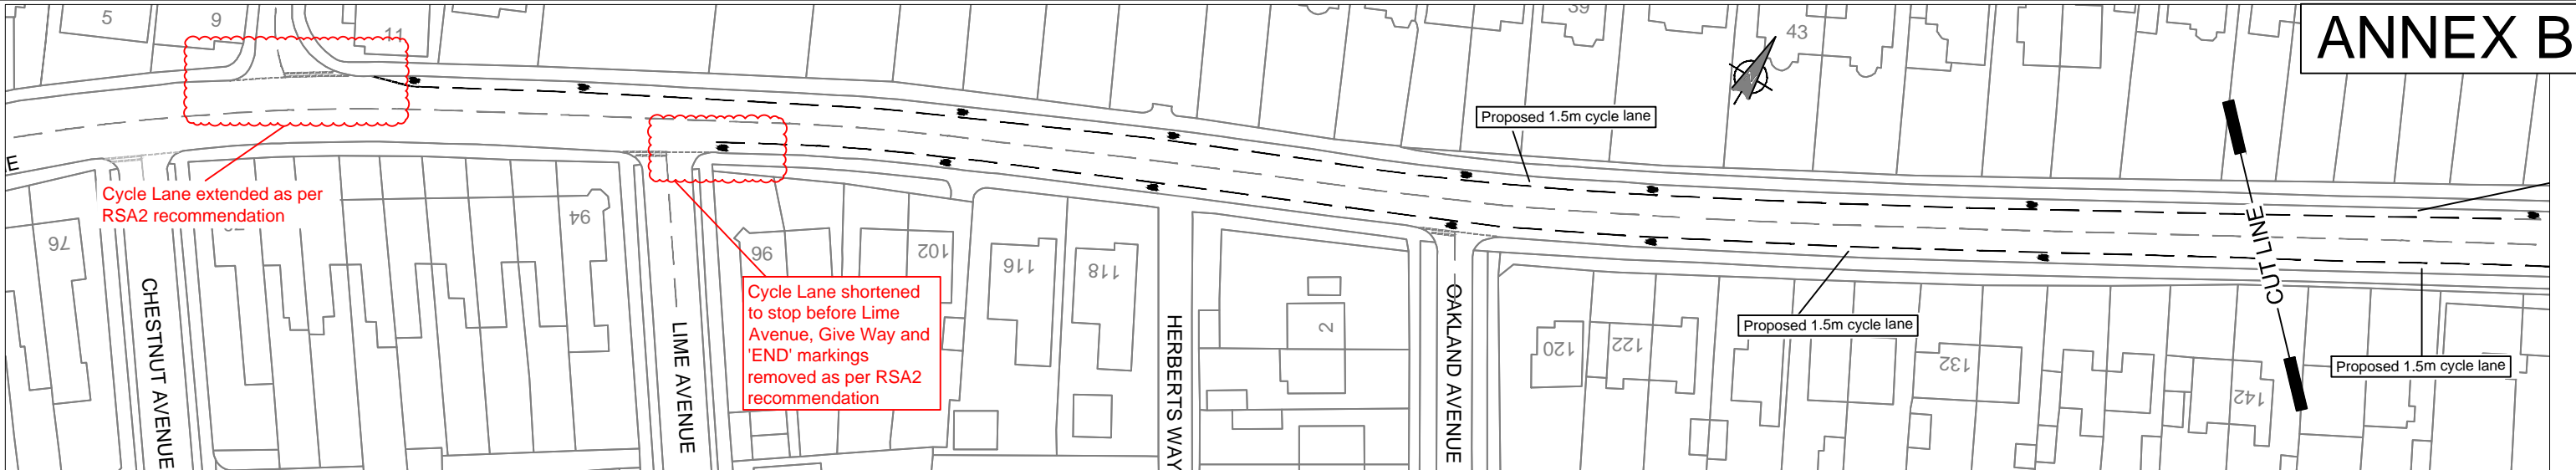 5
9
11
39
43
ANNEX B
Proposed 1.5m cycle lane
E
Cycle Lane extended as per
RSA2 recommendation
76
94
96
102
116
118
CHESTNUT AVENUE
LIME AVENUE
Cycle Lane shortened
to stop before Lime
Avenue, Give Way and
'END' markings
removed as per RSA2
recommendation
HERBERTS WAY
2
OAKLAND AVENUE
120
122
Proposed 1.5m cycle lane
132
142
CUT LINE
Proposed 1.5m cycle lane